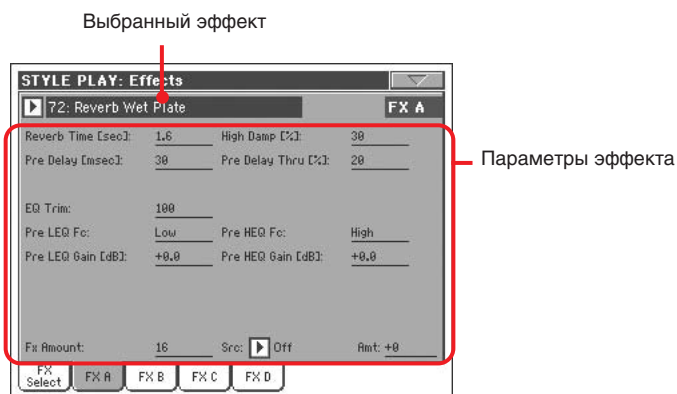 Выбранный эффект
STYLE PLAY: Effects
72: Reverb Wet Plate FX A
Reverb Time [sec]: 1.6 High Damp [%]: 30
Pre Delay [msec]: 30 Pre Delay Thru [%]: 20
Параметры эффекта
EQ Trim: 100
Pre LEQ Fc: Low Pre HEQ Fc: High
Pre LEQ Gain [dB]: +0.0 Pre HEQ Gain [dB]: +0.0
Fx Amount: 16 Src: Off Amt: +0
FX Select FX A FX B FX C FX D